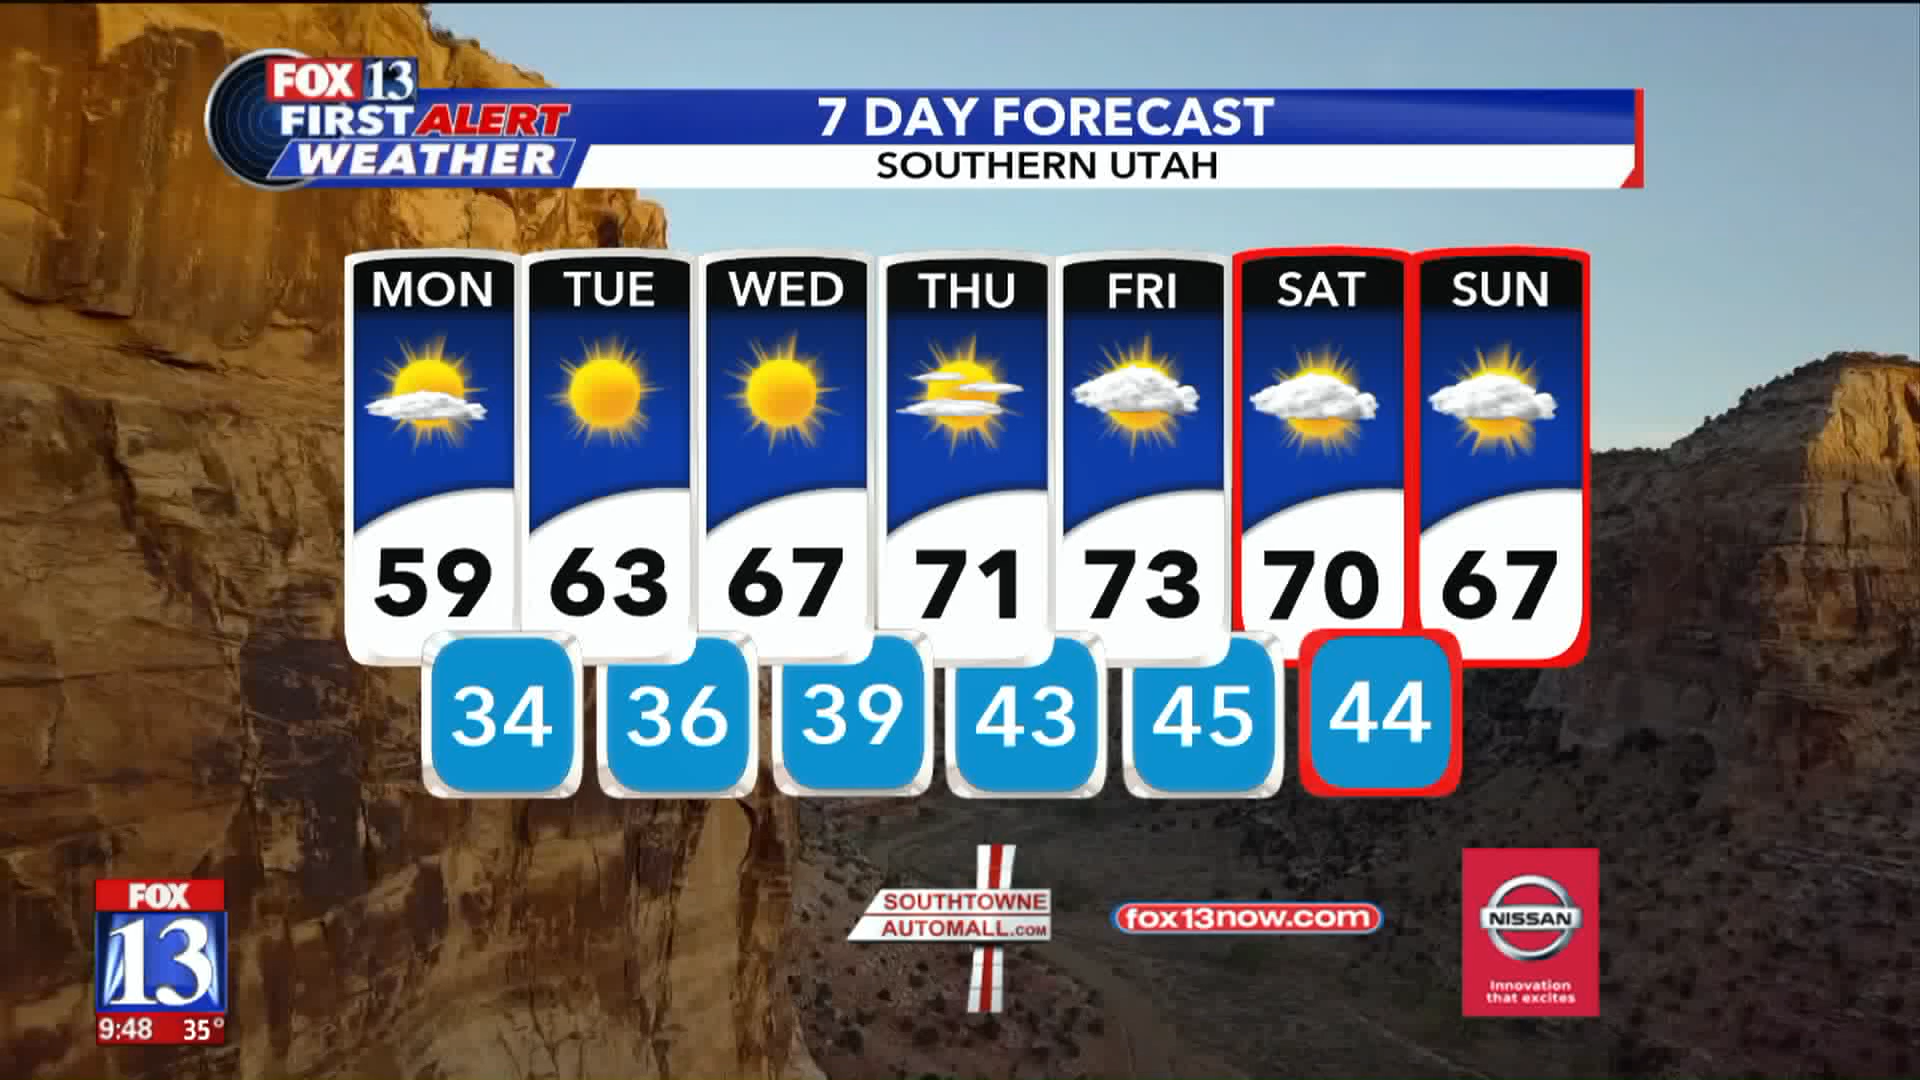 FOX 13
FIRST ALERT
WEATHER
7 DAY FORECAST
SOUTHERN UTAH
MON TUE WED THU FRI SAT SUN
59 63 67 71 73 70 67
34 36 39 43 45 44
SOUTHTOWNE
AUTOMALL.COM
fox13now.com
NISSAN
Innovation
that excites
FOX
13
9:48 35°